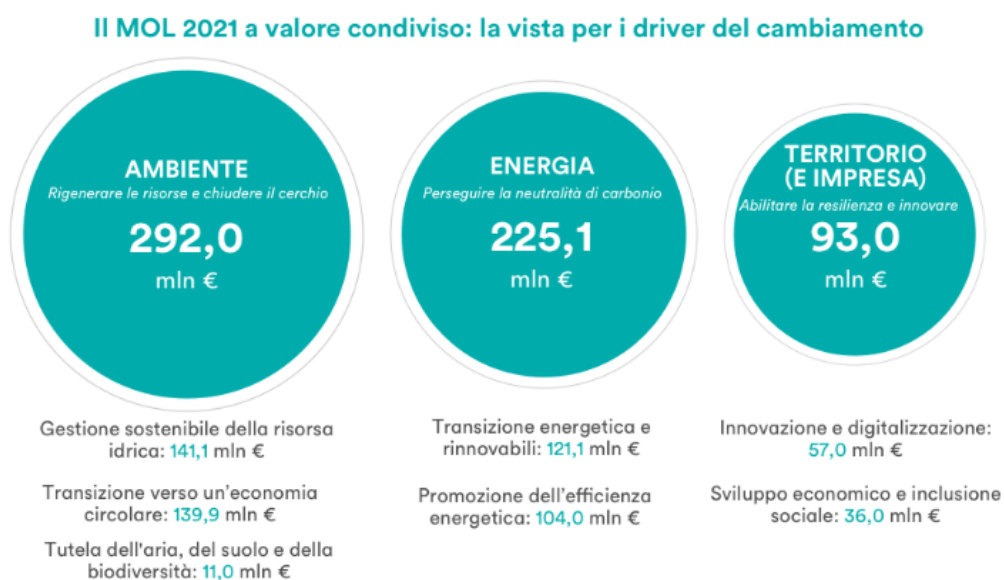 Il MOL 2021 a valore condiviso: la vista per i driver del cambiamento
AMBIENTE
Rigenerare le risorse e chiudere il cerchio
292,0
mln €
Gestione sostenibile della risorsa
idrica: 141,1 mln €
Transizione verso un'economia
circolare: 139,9 mln €
Tutela dell'aria, del suolo e della
biodiversità: 11,0 mln €
ENERGIA
Perseguire la neutralità di carbonio
225,1
mln €
Transizione energetica e
rinnovabili: 121,1 mln €
Promozione dell'efficienza
energetica: 104,0 mln €
TERRITORIO
(E IMPRESA)
Abilitare la resilienza e innovare
93,0
mln €
Innovazione e digitalizzazione:
57,0 mln €
Sviluppo economico e inclusione
sociale: 36,0 mln €